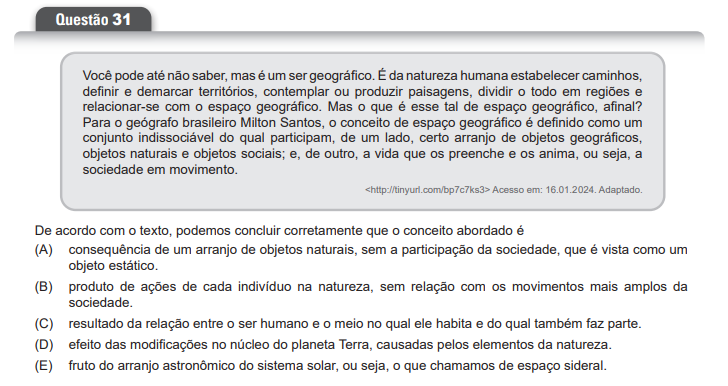 Questão 31
Você pode até não saber, mas é um ser geográfico. É da natureza humana estabelecer caminhos,
definir e demarcar territórios, contemplar ou produzir paisagens, dividir o todo em regiões e
relacionar-se com o espaço geográfico. Mas o que é esse tal de espaço geográfico, afinal?
Para o geógrafo brasileiro Milton Santos, o conceito de espaço geográfico é definido como um
conjunto indissociável do qual participam, de um lado, certo arranjo de objetos geográficos,
objetos naturais e objetos sociais; e, de outro, a vida que os preenche e os anima, ou seja, a
sociedade em movimento.
<http://tinyurl.com/bp7c7ks3> Acesso em: 16.01.2024. Adaptado.
De acordo com o texto, podemos concluir corretamente que o conceito abordado é
(A) consequência de um arranjo de objetos naturais, sem a participação da sociedade, que é vista como um
objeto estático.
(B) produto de ações de cada indivíduo na natureza, sem relação com os movimentos mais amplos da
sociedade.
(C) resultado da relação entre o ser humano e o meio no qual ele habita e do qual também faz parte.
(D) efeito das modificações no núcleo do planeta Terra, causadas pelos elementos da natureza.
(E) fruto do arranjo astronômico do sistema solar, ou seja, o que chamamos de espaço sideral.